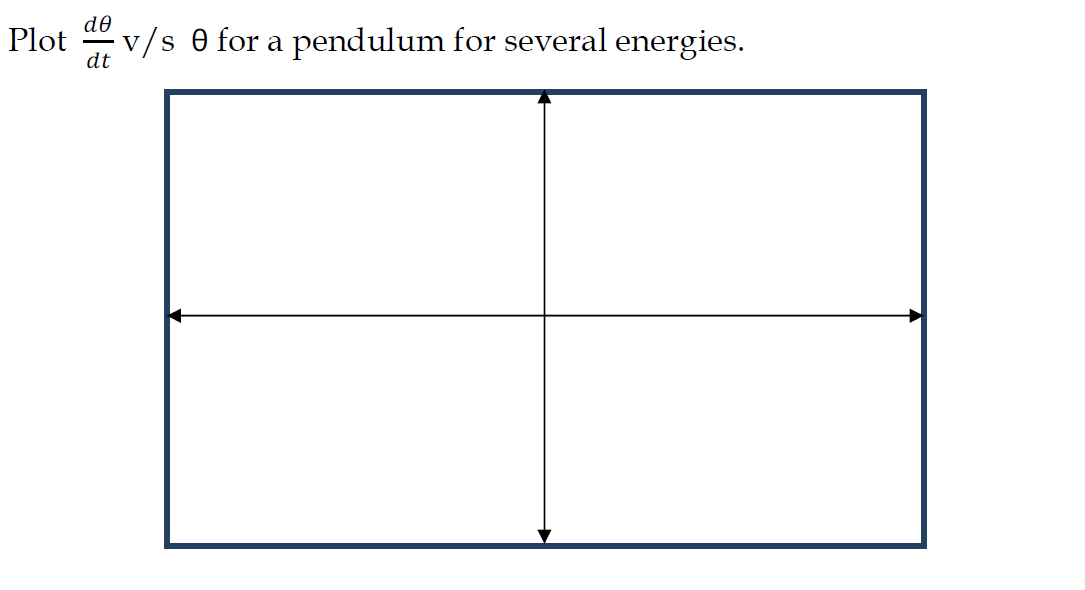 Plot dθ/dt v/s θ for a pendulum for several energies.